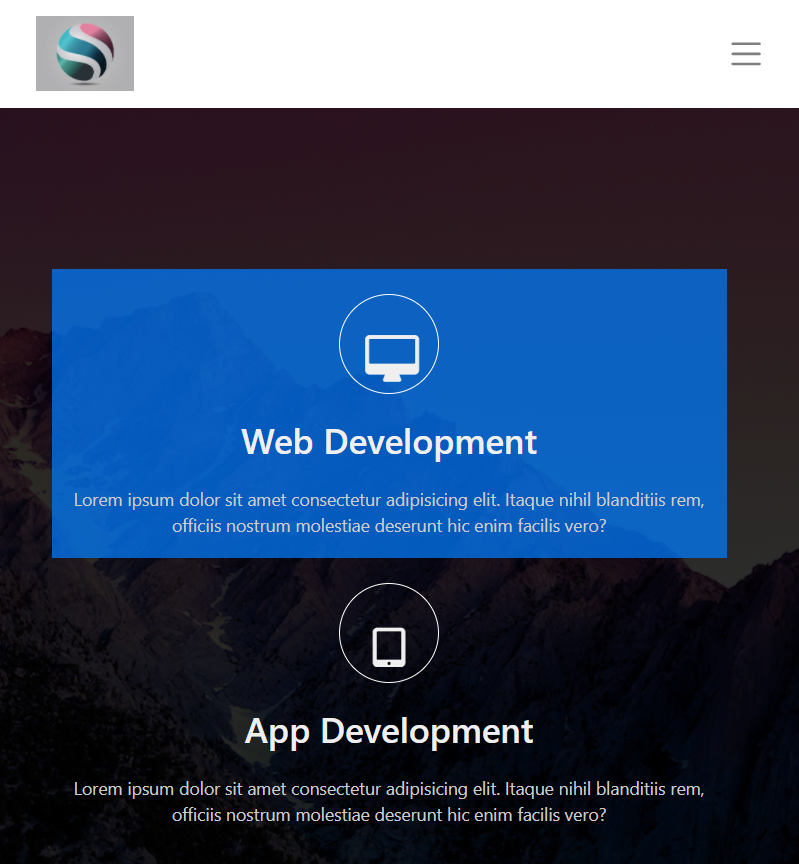 Web Development
Lorem ipsum dolor sit amet consectetur adipisicing elit. Itaque nihil blanditiis rem,
officiis nostrum molestiae deserunt hic enim facilis vero?
App Development
Lorem ipsum dolor sit amet consectetur adipisicing elit. Itaque nihil blanditiis rem,
officiis nostrum molestiae deserunt hic enim facilis vero?